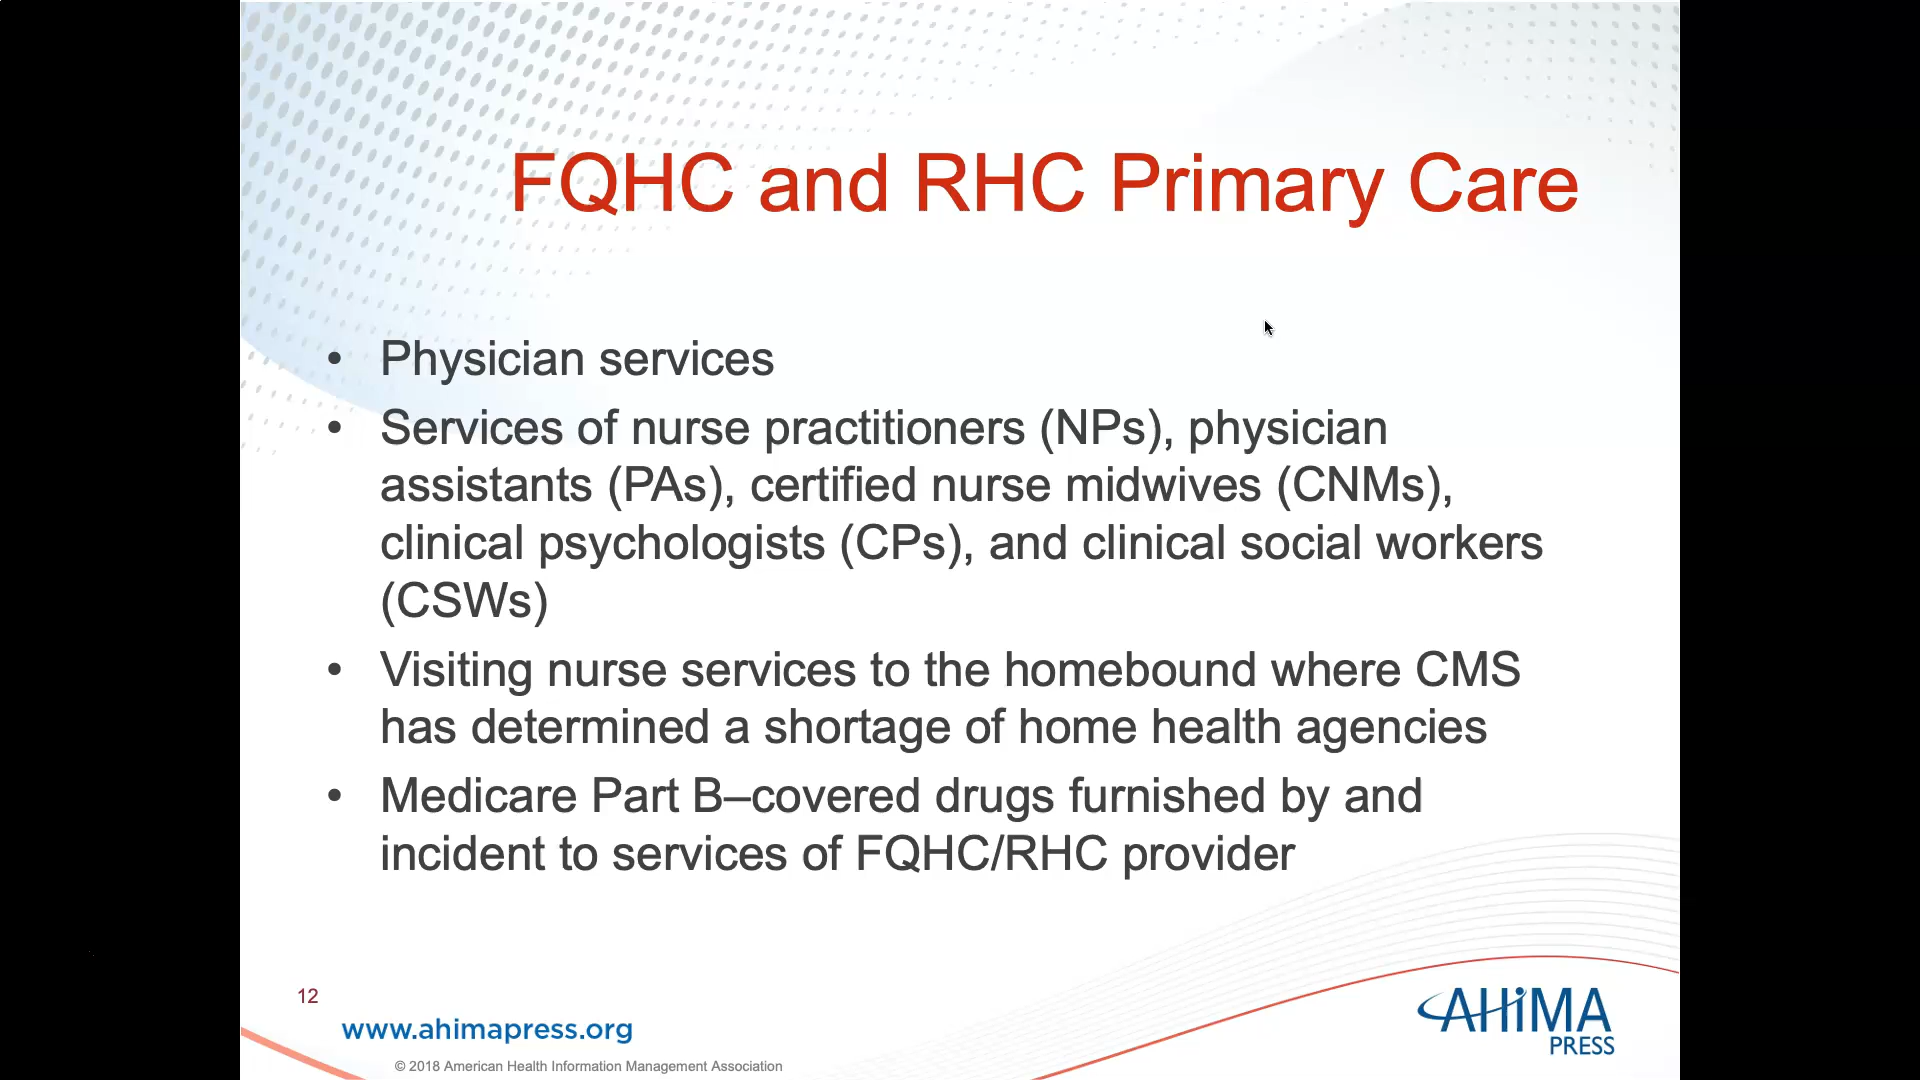 FQHC and RHC Primary Care
• Physician services
• Services of nurse practitioners (NPs), physician
assistants (PAs), certified nurse midwives (CNMs),
clinical psychologists (CPs), and clinical social workers
(CSWs)
• Visiting nurse services to the homebound where CMS
has determined a shortage of home health agencies
• Medicare Part B–covered drugs furnished by and
incident to services of FQHC/RHC provider
12
www.ahimapress.org
© 2018 American Health Information Management Association
AHiMA
PRESS